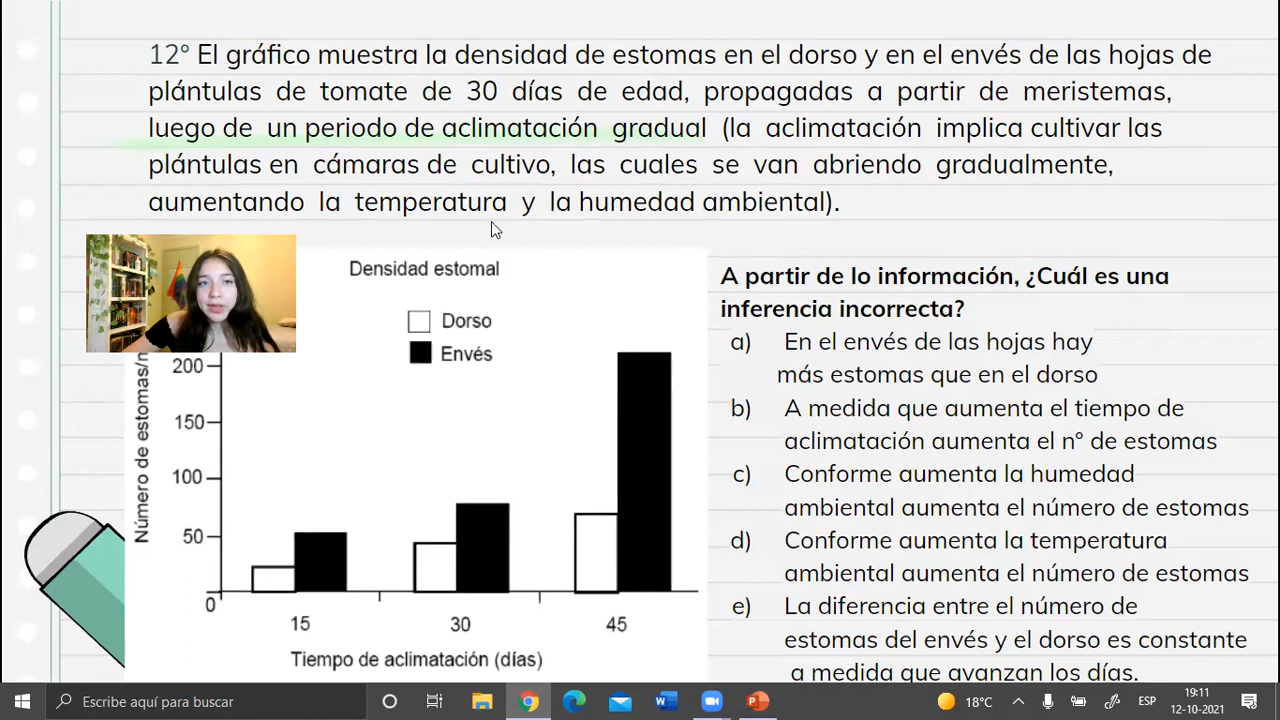 12° El gráfico muestra la densidad de estomas en el dorso y en el envés de las hojas de
plántulas de tomate de 30 días de edad, propagadas a partir de meristemas,
luego de un periodo de aclimatación gradual (la aclimatación implica cultivar las
plántulas en cámaras de cultivo, las cuales se van abriendo gradualmente,
aumentando la temperatura y la humedad ambiental).
Densidad estomal
Dorso
Envés
Número de estomas/
200
150
100
50
0
15 30 45
Tiempo de aclimatación (días)
A partir de lo información, ¿Cuál es una
inferencia incorrecta?
a) En el envés de las hojas hay
más estomas que en el dorso
b) A medida que aumenta el tiempo de
aclimatación aumenta el n° de estomas
c) Conforme aumenta la humedad
ambiental aumenta el número de estomas
d) Conforme aumenta la temperatura
ambiental aumenta el número de estomas
e) La diferencia entre el número de
estomas del envés y el dorso es constante
a medida que avanzan los días.
Escribe aquí para buscar
18°C
ESP
19:11
12-10-2021